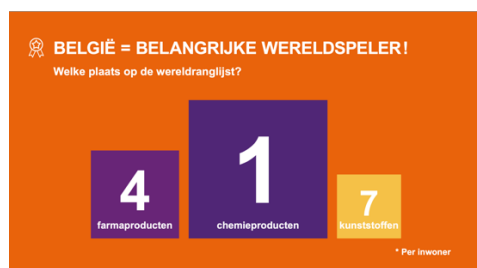 BELGIË = BELANGRIJKE WERELDSPELER!
Welke plaats op de wereldranglijst?
4
farmaproducten
1
chemieproducten
7
kunststoffen
* Per inwoner